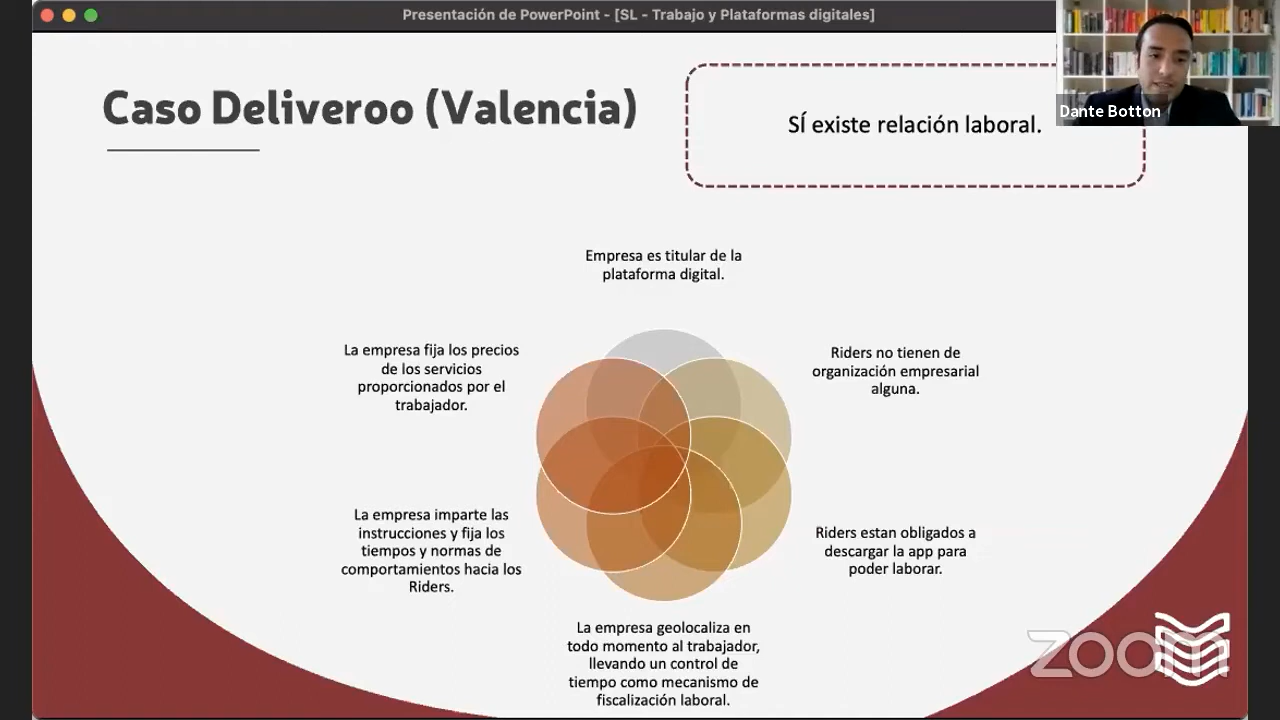 Presentación de PowerPoint - [SL - Trabajo y Plataformas digitales]
Dante Botton
Caso Deliveroo (Valencia)
SÍ existe relación laboral.
Empresa es titular de la
plataforma digital.
Riders no tienen de
organización empresarial
alguna.
Riders estan obligados a
descargar la app para
poder laborar.
La empresa geolocaliza en
todo momento al trabajador,
llevando un control de
tiempo como mecanismo de
fiscalización laboral.
La empresa imparte las
instrucciones y fija los
tiempos y normas de
comportamientos hacia los
Riders.
La empresa fija los precios
de los servicios
proporcionados por el
trabajador.
zoom